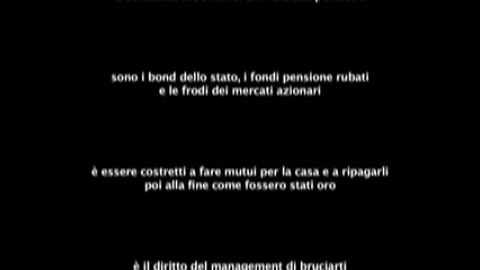 sono i bond dello stato, i fondi pensione rubati
e le frodi dei mercati azionari
è essere costretti a fare mutui per la casa e a ripagarli
poi alla fine come fossero stati oro
è il diritto del management di bruciarti